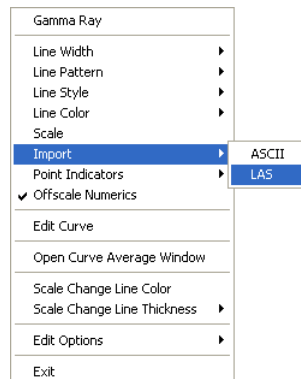 Gamma Ray
Line Width
Line Pattern
Line Style
Line Color
Scale
Import
ASCII
Point Indicators
LAS
Offscale Numerics
Edit Curve
Open Curve Average Window
Scale Change Line Color
Scale Change Line Thickness
Edit Options
Exit